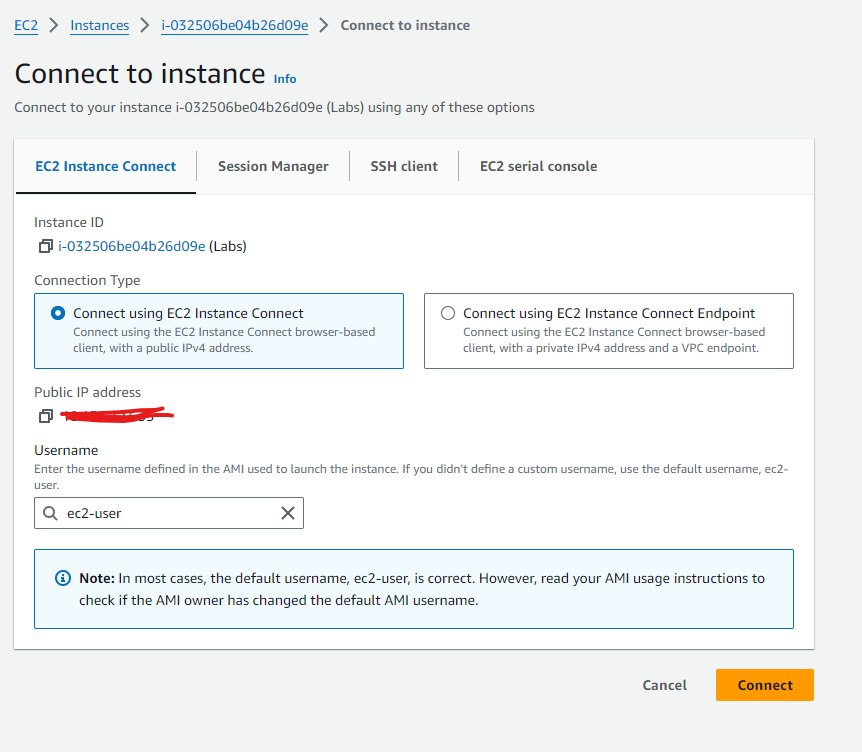 EC2 > Instances > i-032506be04b26d09e > Connect to instance
Connect to instance Info
Connect to your instance i-032506be04b26d09e (Labs) using any of these options
EC2 Instance Connect Session Manager SSH client EC2 serial console
Instance ID
i-032506be04b26d09e (Labs)
Connection Type
Connect using EC2 Instance Connect
Connect using the EC2 Instance Connect browser-based
client, with a public IPv4 address.
Connect using EC2 Instance Connect Endpoint
Connect using the EC2 Instance Connect browser-based
client, with a private IPv4 address and a VPC endpoint.
Public IP address
Username
Enter the username defined in the AMI used to launch the instance. If you didn't define a custom username, use the default username, ec2-
user.
ec2-user
Note: In most cases, the default username, ec2-user, is correct. However, read your AMI usage instructions to
check if the AMI owner has changed the default AMI username.
Cancel Connect